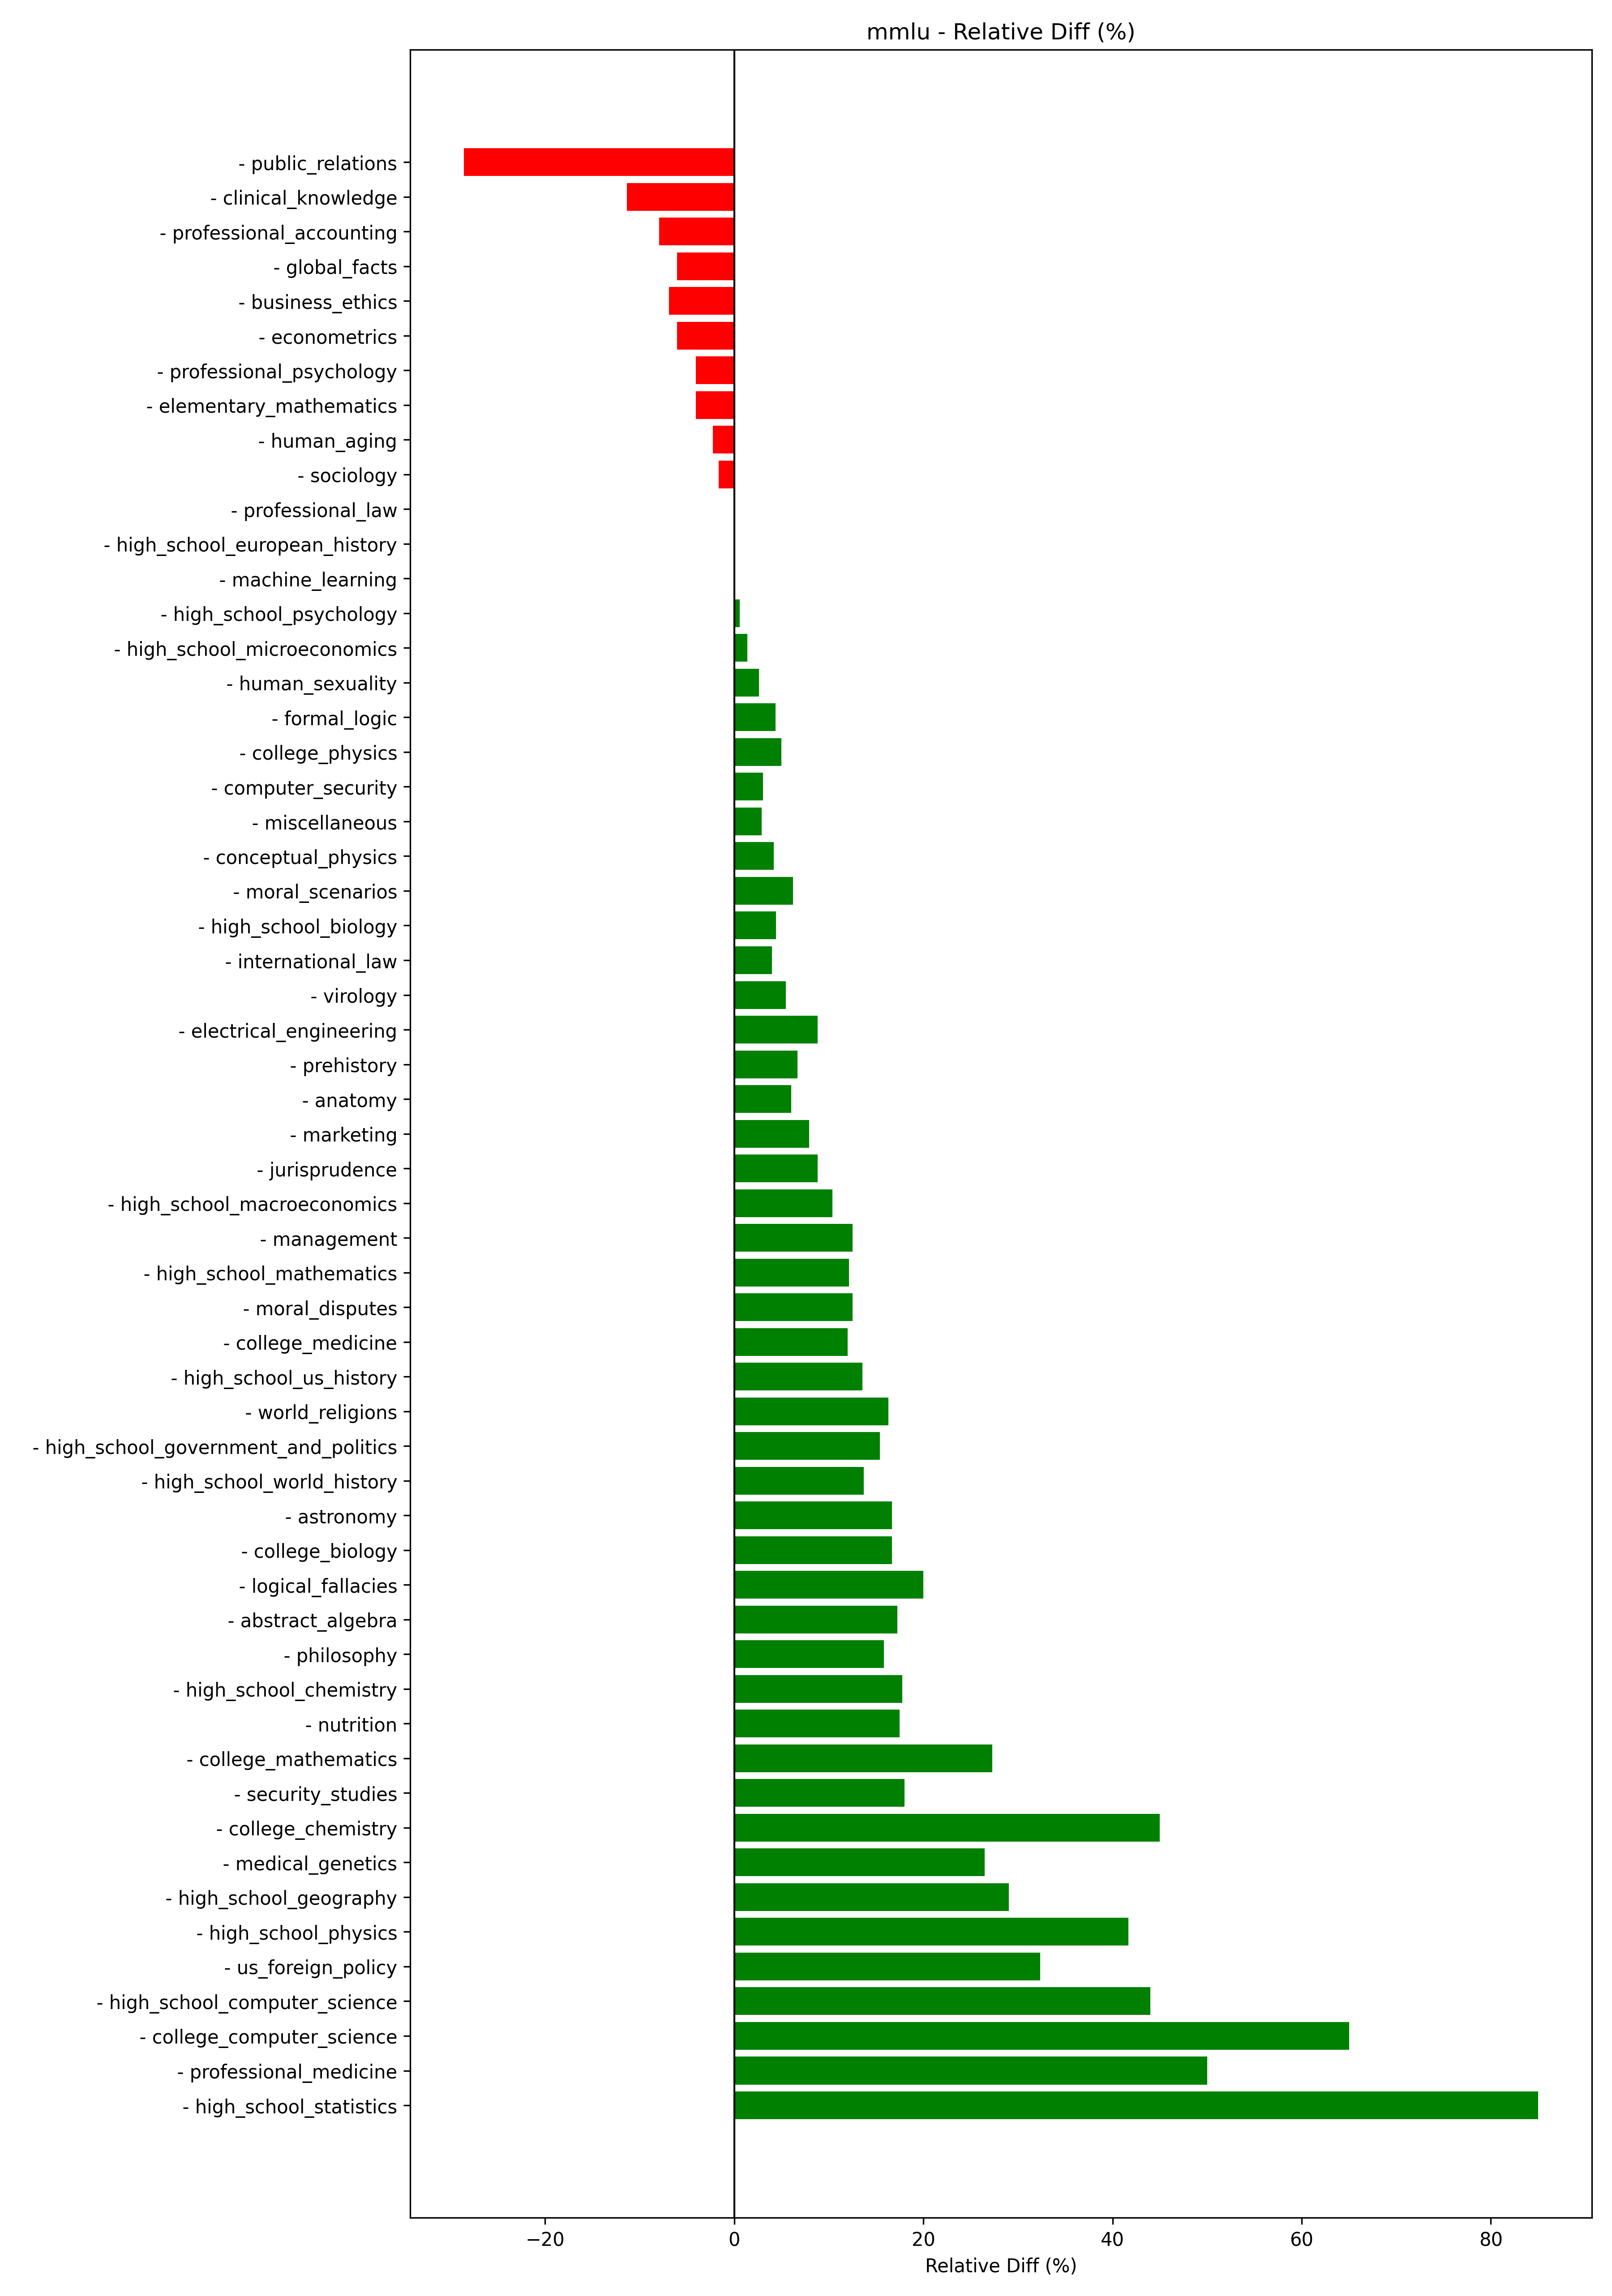 mmlu - Relative Diff (%)
- public_relations
- clinical_knowledge
- professional_accounting
- global_facts
- business_ethics
- econometrics
- professional_psychology
- elementary_mathematics
- human_aging
- sociology
- professional_law
- high_school_european_history
- machine_learning
- high_school_psychology
- high_school_microeconomics
- human_sexuality
- formal_logic
- college_physics
- computer_security
- miscellaneous
- conceptual_physics
- moral_scenarios
- high_school_biology
- international_law
- virology
- electrical_engineering
- prehistory
- anatomy
- marketing
- jurisprudence
- high_school_macroeconomics
- management
- high_school_mathematics
- moral_disputes
- college_medicine
- high_school_us_history
- world_religions
- high_school_government_and_politics
- high_school_world_history
- astronomy
- college_biology
- logical_fallacies
- abstract_algebra
- philosophy
- high_school_chemistry
- nutrition
- college_mathematics
- security_studies
- college_chemistry
- medical_genetics
- high_school_geography
- high_school_physics
- us_foreign_policy
- high_school_computer_science
- college_computer_science
- professional_medicine
- high_school_statistics
−20 0 20 40 60 80
Relative Diff (%)